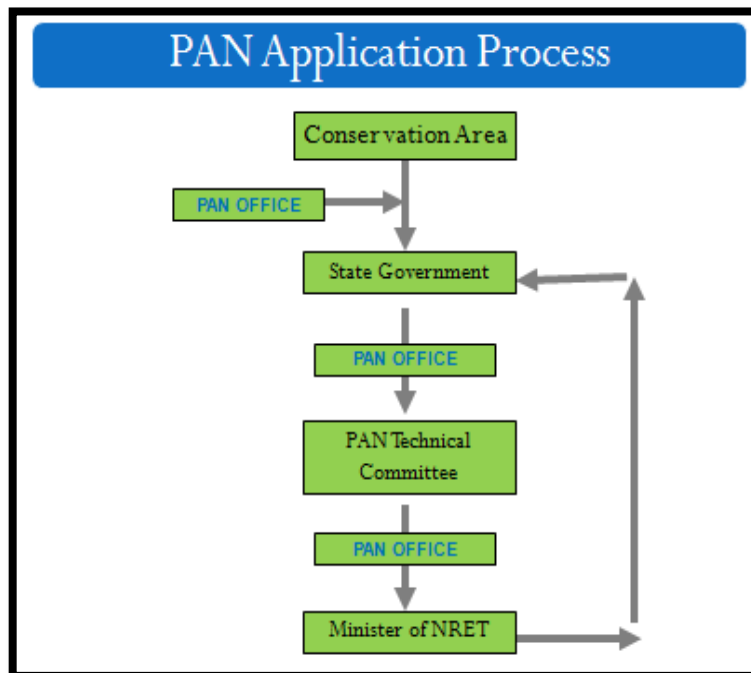 PAN Application Process
Conservation Area
PAN OFFICE
State Government
PAN OFFICE
PAN Technical
Committee
PAN OFFICE
Minister of NRET